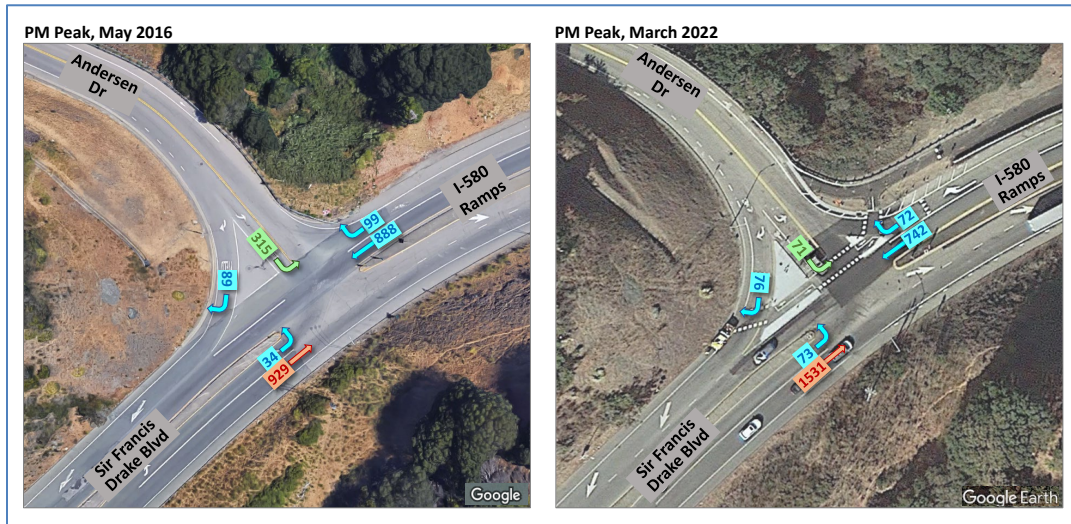 PM Peak, May 2016
Andersen
Dr
I-580
Ramps
99
888
315
89
34
929
Sir Francis
Drake Blvd
Google
PM Peak, March 2022
Andersen
Dr
I-580
Ramps
72
742
71
76
73
1531
Sir Francis
Drake Blvd
Google Earth